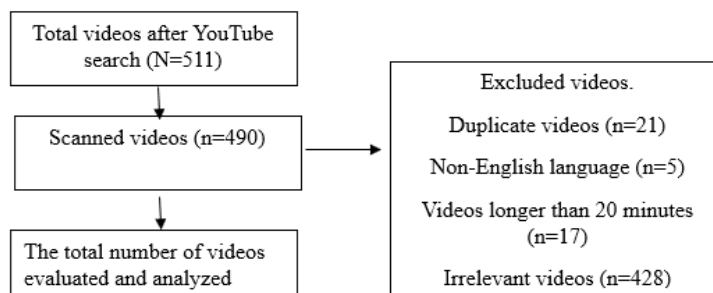 Total videos after YouTube
search (N=511)
Scanned videos (n=490)
The total number of videos
evaluated and analyzed
Excluded videos.
Duplicate videos (n=21)
Non-English language (n=5)
Videos longer than 20 minutes
(n=17)
Irrelevant videos (n=428)